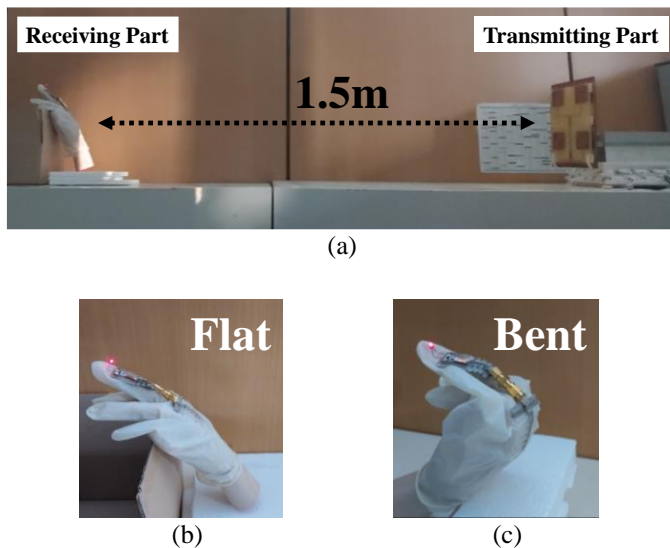 Receiving Part
Transmitting Part
1.5m
(a)
Flat
Bent
(b)
(c)